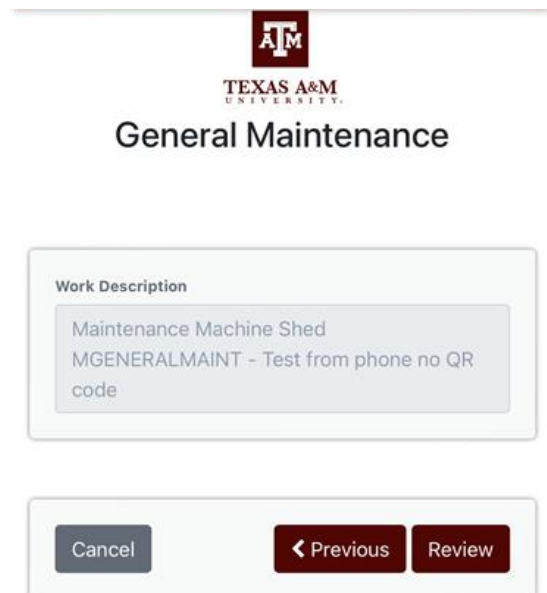 TEXAS A&M
UNIVERSITY.
General Maintenance
Work Description
Maintenance Machine Shed
MGENERALMAINT - Test from phone no QR
code
Cancel
Previous
Review